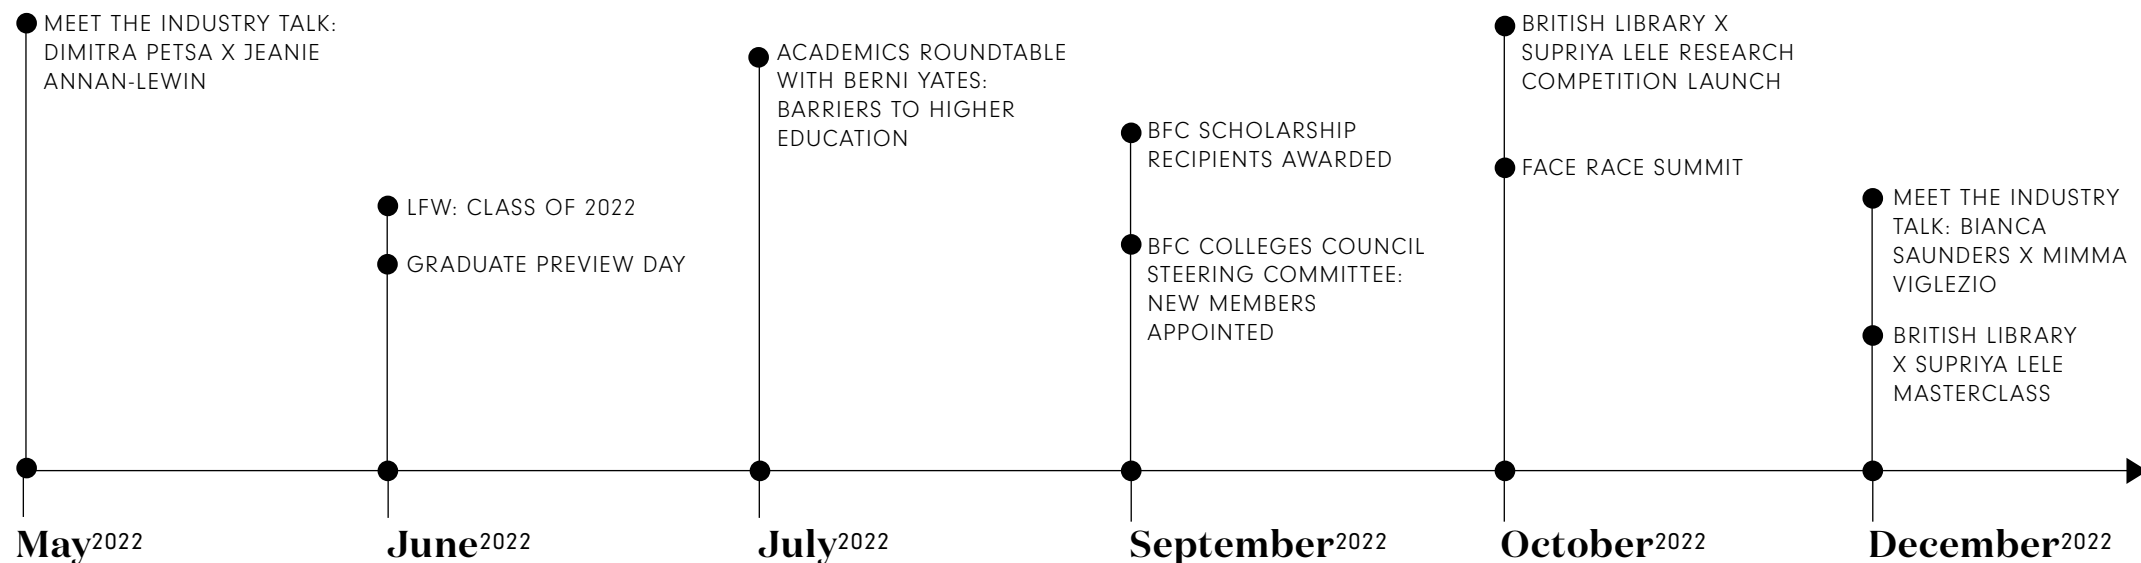 MEET THE INDUSTRY TALK:
DIMITRA PETSA X JEANIE
ANNAN-LEWIN
LFW: CLASS OF 2022
GRADUATE PREVIEW DAY
ACADEMICS ROUNDTABLE
WITH BERNI YATES:
BARRIERS TO HIGHER
EDUCATION
BFC SCHOLARSHIP
RECIPIENTS AWARDED
BFC COLLEGES COUNCIL
STEERING COMMITTEE:
NEW MEMBERS
APPOINTED
BRITISH LIBRARY X
SUPRIYA LELE RESEARCH
COMPETITION LAUNCH
FACE RACE SUMMIT
MEET THE INDUSTRY
TALK: BIANCA
SAUNDERS X MIMMA
VIGLEZIO
BRITISH LIBRARY
X SUPRIYA LELE
MASTERCLASS
May2022
June2022
July2022
September2022
October2022
December2022